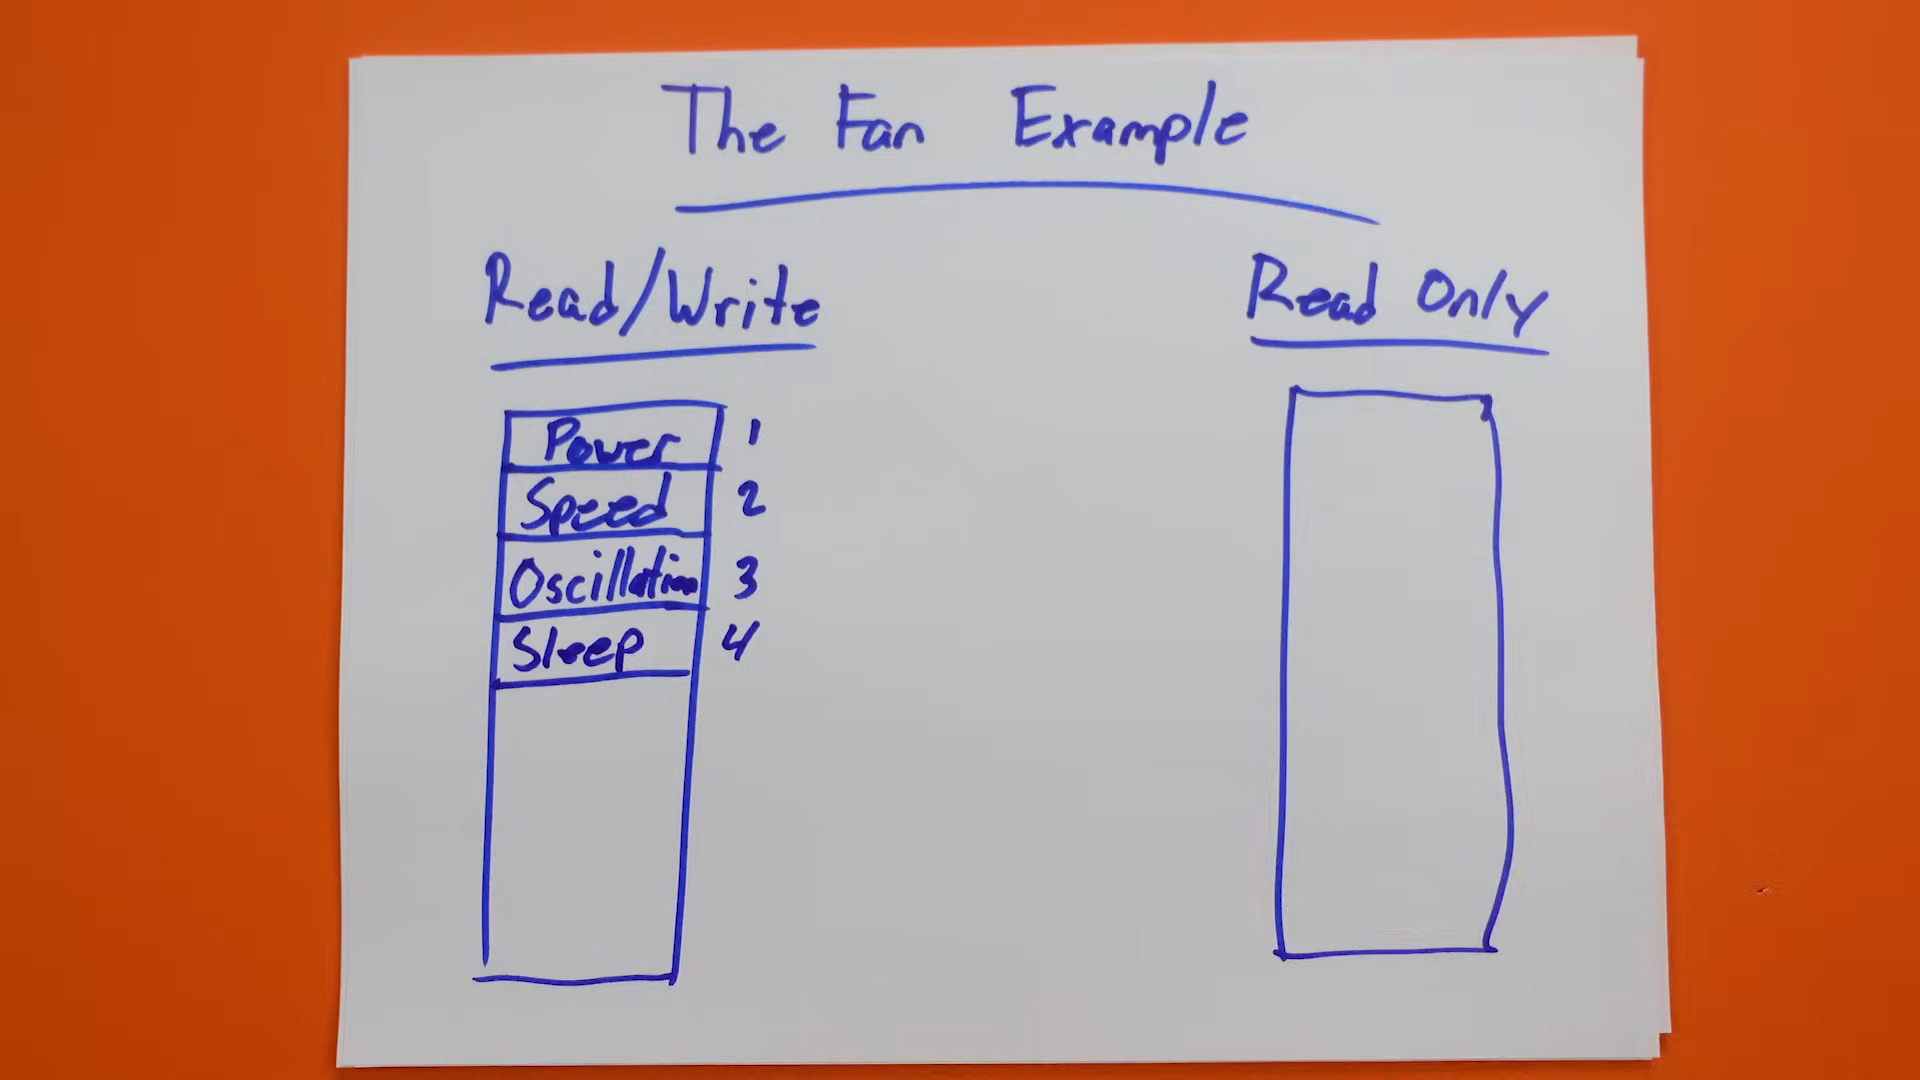 The Fan Example
Read/Write
Read Only
Power 1
Speed 2
Oscillation 3
Sleep 4